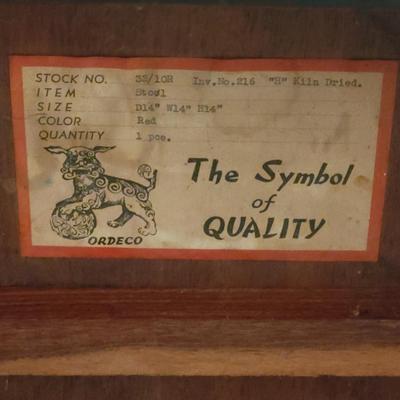 STOCK NO. 3S/10R Inv.No.216 "H" Kiln Dried.
ITEM Stool
SIZE D14" W14" H14"
COLOR Red
QUANTITY 1 pce.
The Symbol
of
QUALITY
ORDECO